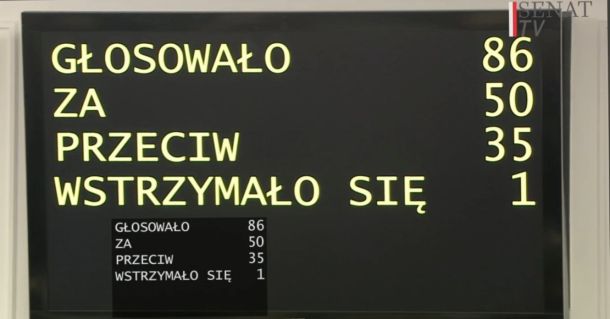 SENAT
TV
GŁOSOWAŁO 86
ZA 50
PRZECIW 35
WSTRZYMAŁO SIĘ 1
GŁOSOWAŁO 86
ZA 50
PRZECIW 35
WSTRZYMAŁO SIĘ 1